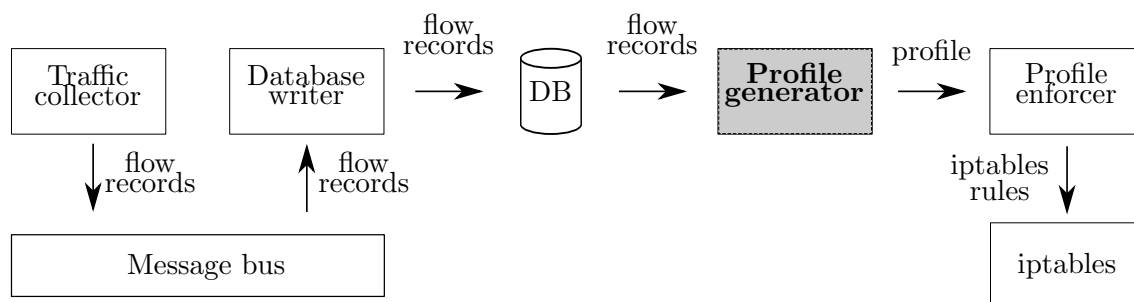 flow
records
flow
records
Traffic
collector
Database
writer
DB
Profile
generator
profile
Profile
enforcer
flow
records
flow
records
iptables
rules
Message bus
iptables